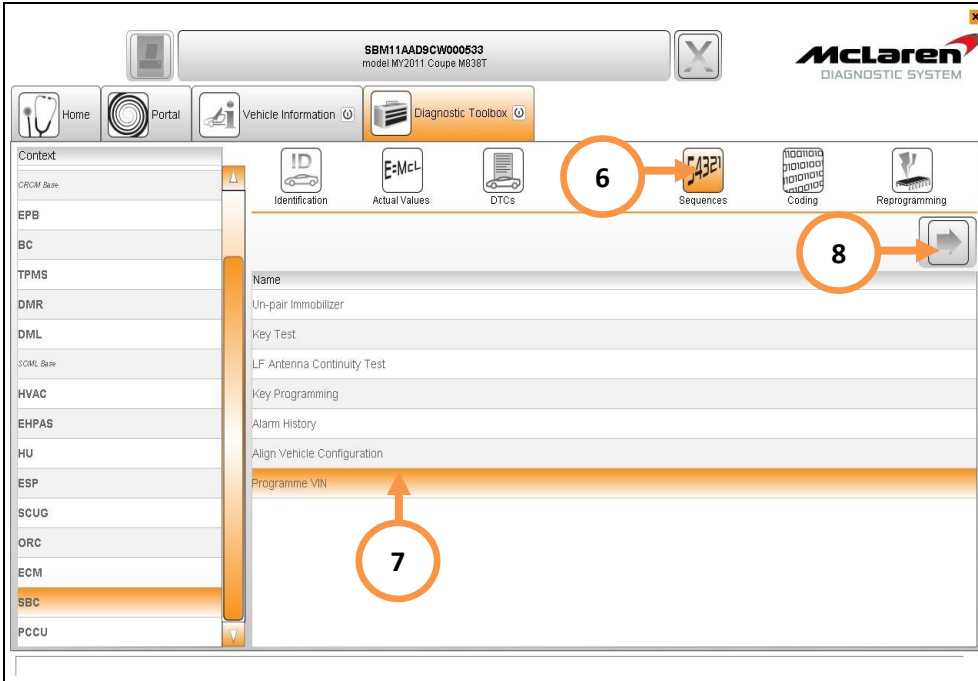 SBM11AAD9CW000533
model MY2011 Coupe M838T
X
McLaren
DIAGNOSTIC SYSTEM
Home
Portal
Vehicle Information
Diagnostic Toolbox
Context
CRCM Base
EPB
BC
TPMS
DMR
DML
SCML Base
HVAC
EHPAS
HU
ESP
SCUG
ORC
ECM
SBC
PCCU
ID
Identification
E=McL
Actual Values
DTCs
6
54321
Sequences
Coding
Reprogramming
8
Name
Un-pair Immobilizer
Key Test
LF Antenna Continuity Test
Key Programming
Alarm History
Align Vehicle Configuration
Programme VIN
7